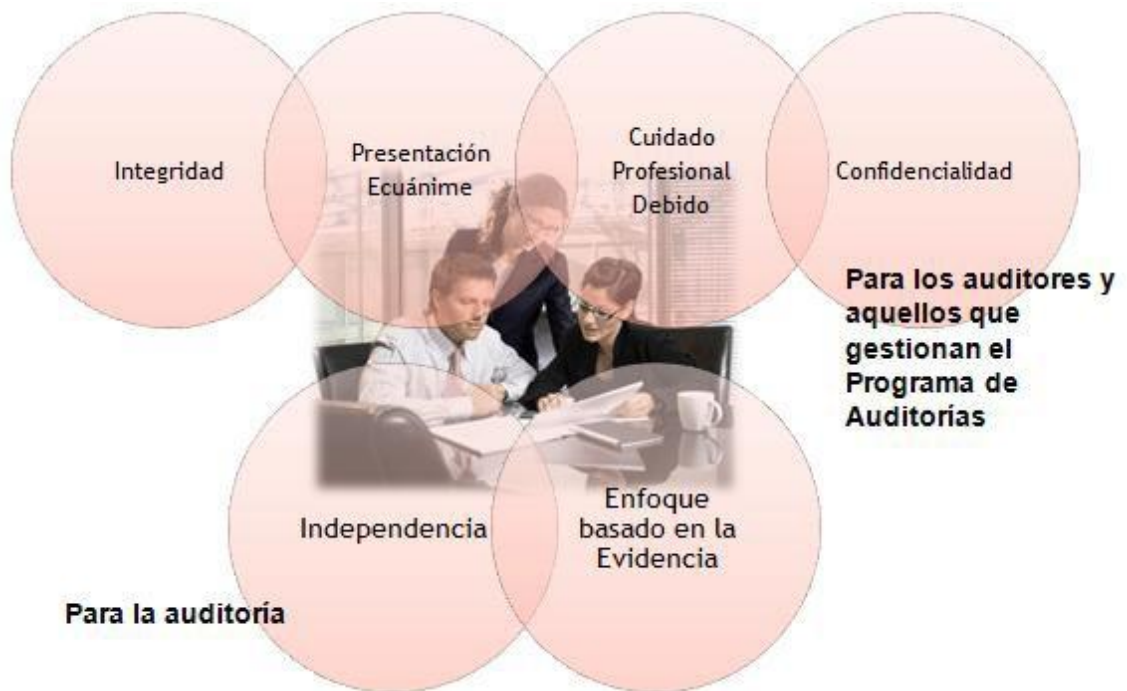 Integridad
Presentación
Ecuánime
Cuidado
Profesional
Debido
Confidencialidad
Para los auditores y
aquellos que
gestionan el
Programa de
Auditorías
Independencia
Enfoque
basado en la
Evidencia
Para la auditoría